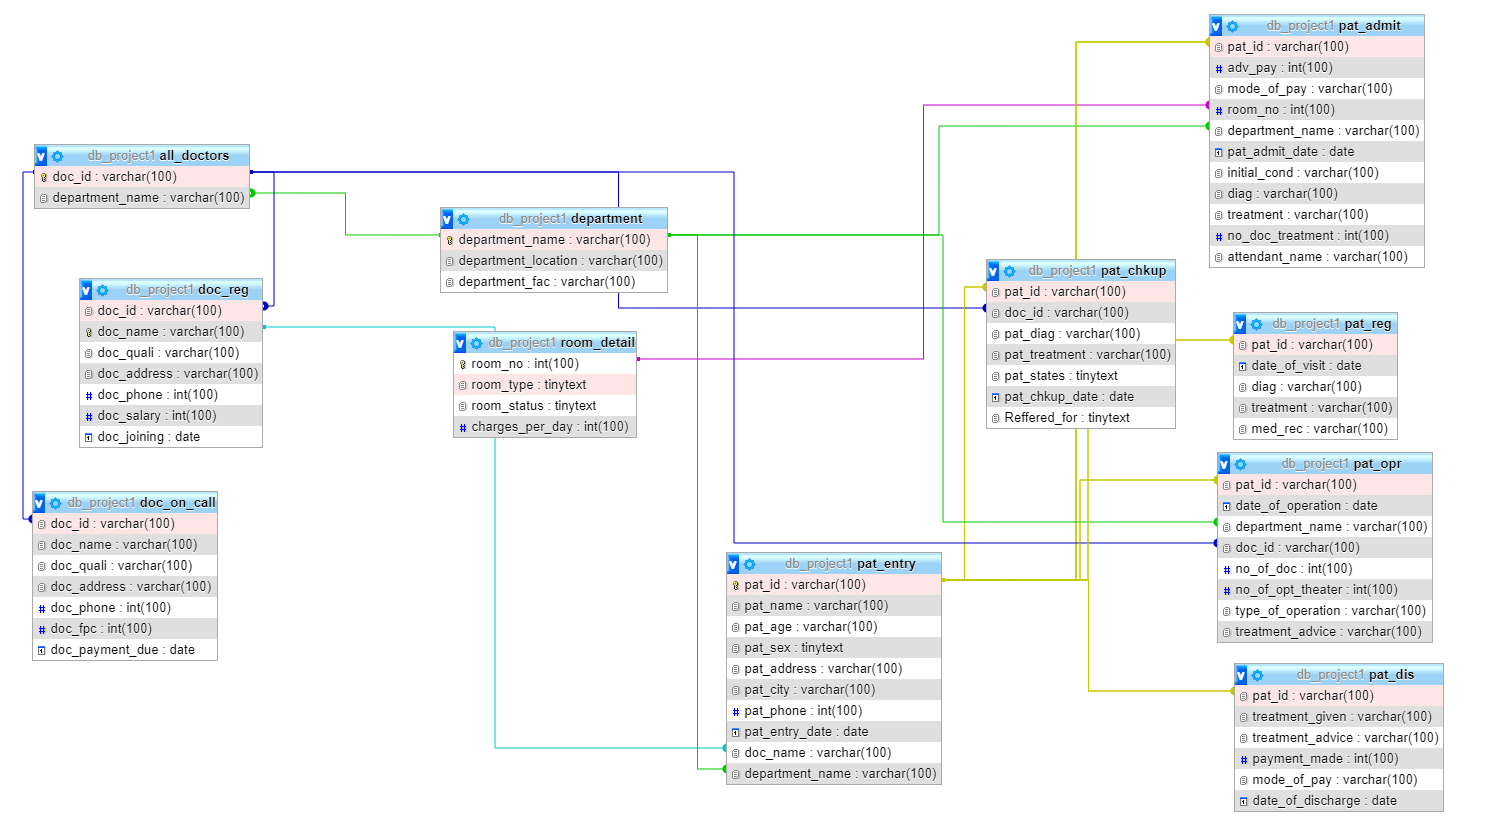 db_project1 pat_admit
pat_id : varchar(100)
adv_pay : int(100)
mode_of_pay : varchar(100)
room_no : int(100)
department_name : varchar(100)
pat_admit_date : date
initial_cond : varchar(100)
diag : varchar(100)
treatment : varchar(100)
no_doc_treatment : int(100)
attendant_name : varchar(100)
db_project1 all_doctors
doc_id : varchar(100)
department_name : varchar(100)
db_project1 department
department_name : varchar(100)
department_location : varchar(100)
department_fac : varchar(100)
db_project1 pat_chkup
pat_id : varchar(100)
doc_id : varchar(100)
pat_diag : varchar(100)
pat_treatment : varchar(100)
pat_states : tinytext
pat_chkup_date : date
Reffered_for : tinytext
db_project1 doc_reg
doc_id : varchar(100)
doc_name : varchar(100)
doc_quali : varchar(100)
doc_address : varchar(100)
doc_phone : int(100)
doc_salary : int(100)
doc_joining : date
db_project1 room_detail
room_no : int(100)
room_type : tinytext
room_status : tinytext
charges_per_day : int(100)
db_project1 pat_reg
pat_id : varchar(100)
date_of_visit : date
diag : varchar(100)
treatment : varchar(100)
med_rec : varchar(100)
db_project1 pat_opr
pat_id : varchar(100)
date_of_operation : date
department_name : varchar(100)
doc_id : varchar(100)
no_of_doc : int(100)
no_of_opt_theater : int(100)
type_of_operation : varchar(100)
treatment_advice : varchar(100)
db_project1 doc_on_call
doc_id : varchar(100)
doc_name : varchar(100)
doc_quali : varchar(100)
doc_address : varchar(100)
doc_phone : int(100)
doc_fpc : int(100)
doc_payment_due : date
db_project1 pat_entry
pat_id : varchar(100)
pat_name : varchar(100)
pat_age : varchar(100)
pat_sex : tinytext
pat_address : varchar(100)
pat_city : varchar(100)
pat_phone : int(100)
pat_entry_date : date
doc_name : varchar(100)
department_name : varchar(100)
db_project1 pat_dis
pat_id : varchar(100)
treatment_given : varchar(100)
treatment_advice : varchar(100)
payment_made : int(100)
mode_of_pay : varchar(100)
date_of_discharge : date